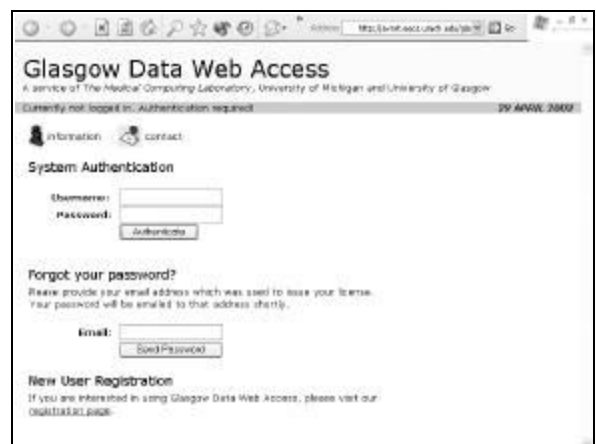 Address
Go
Glasgow Data Web Access
A service of The Medical Computing Laboratory, University of Michigan and University of Glasgow
Currently not logged in. Authentication required!
29 APRIL
information contact
System Authentication
Username:
Password:
Authenticate
Forgot your password?
Please provide your email address which was used to issue your license.
Your password will be emailed to that address shortly.
Email:
Send Password
New User Registration
If you are interested in using Glasgow Data Web Access, please visit our
registration page.